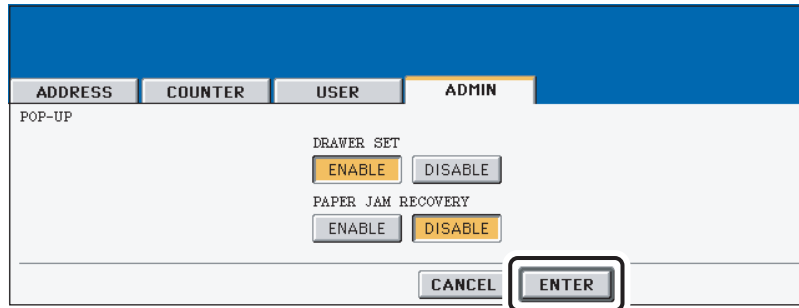 ADDRESS COUNTER USER ADMIN
POP-UP
DRAWER SET
ENABLE DISABLE
PAPER JAM RECOVERY
ENABLE DISABLE
CANCEL ENTER